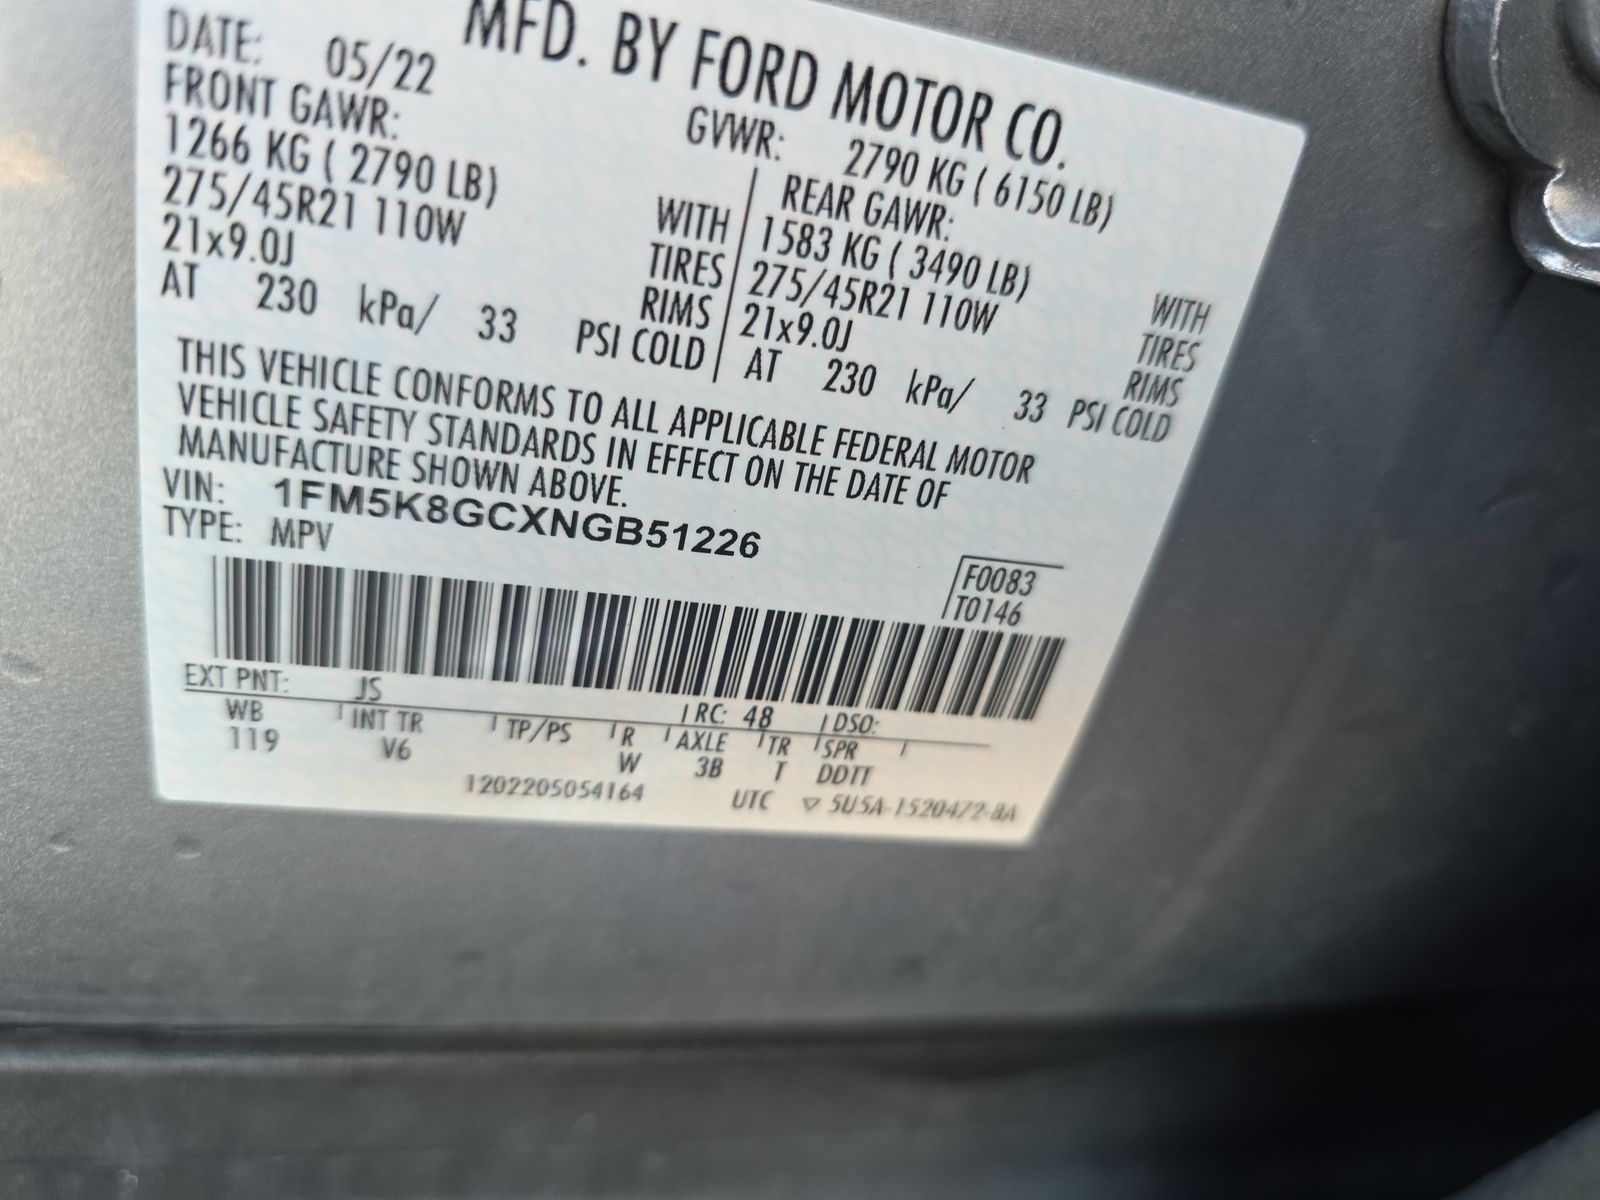 MFD. BY FORD MOTOR CO.
DATE: 05/22 GVWR: 2790 KG ( 6150 LB)
FRONT GAWR: REAR GAWR:
1266 KG ( 2790 LB) WITH 1583 KG ( 3490 LB) WITH
275/45R21 110W TIRES 275/45R21 110W TIRES
21x9.0J RIMS 21x9.0J RIMS
AT 230 kPa/ 33 PSI COLD AT 230 kPa/ 33 PSI COLD
THIS VEHICLE CONFORMS TO ALL APPLICABLE FEDERAL MOTOR
VEHICLE SAFETY STANDARDS IN EFFECT ON THE DATE OF
MANUFACTURE SHOWN ABOVE.
VIN: 1FM5K8GCXNGB51226
TYPE: MPV
F0083
T0146
EXT PNT: JS RC: 48 DSO:
WB INT TR TP/PS R AXLE TR SPR
119 V6 W 3B T DDTT
1202205054164 UTC ▽ 5U5A-1520472-BA